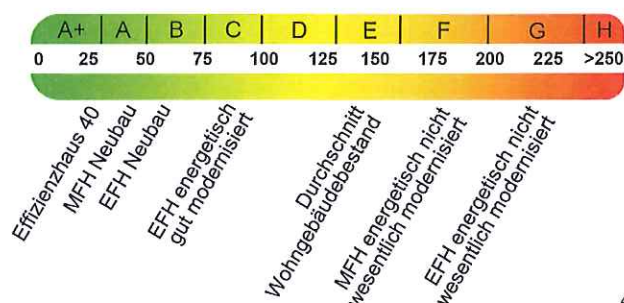 A+ A B C D E F G H
0 25 50 75 100 125 150 175 200 225 >250
Effizienzhaus 40
MFH Neubau
EFH Neubau
EFH energetisch
gut modernisiert
Durchschnitt
Wohngebäudebestand
MFH energetisch nicht
wesentlich modernisiert
EFH energetisch nicht
wesentlich modernisiert